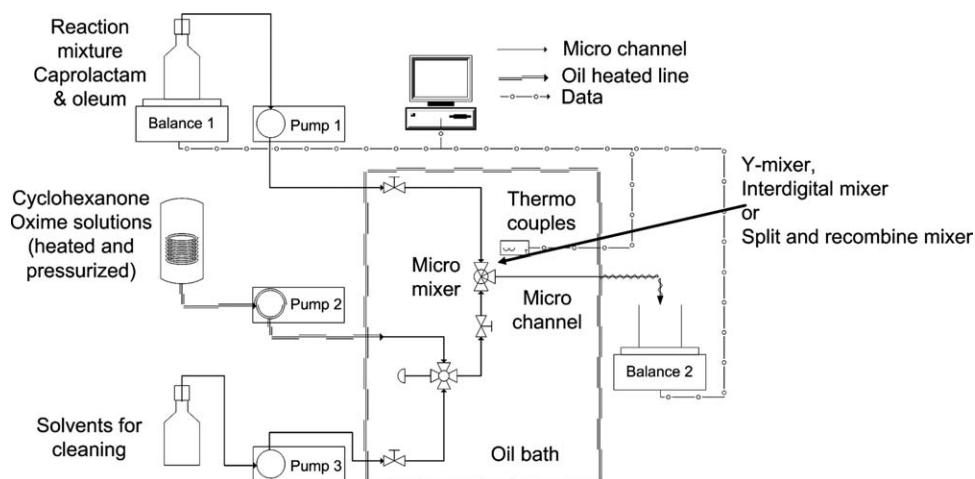 Reaction
mixture
Caprolactam
& oleum
Balance 1
Pump 1
Micro channel
Oil heated line
Data
Y-mixer,
Interdigital mixer
or
Split and recombine mixer
Cyclohexanone
Oxime solutions
(heated and
pressurized)
Pump 2
Thermo
couples
Micro
mixer
Micro
channel
Balance 2
Solvents for
cleaning
Pump 3
Oil bath